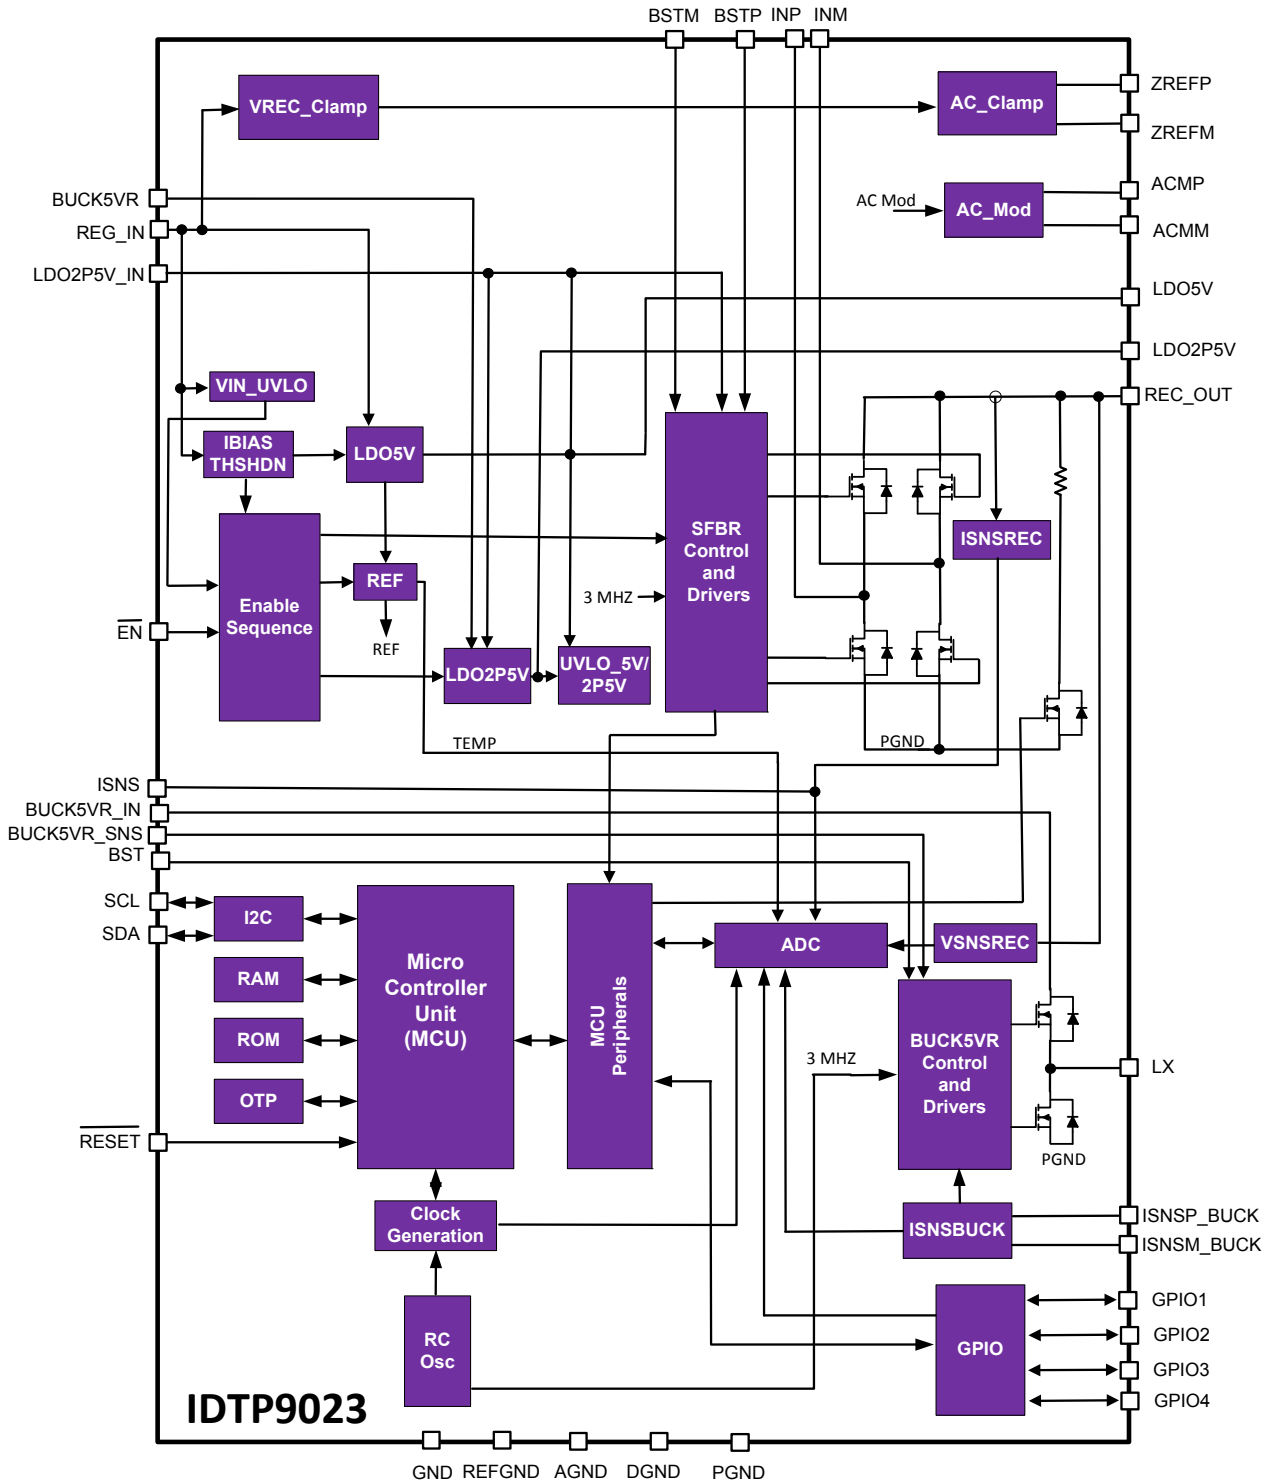 BSTM
BSTP
INP
INM
VREC_Clamp
AC_Clamp
ZREFP
ZREFM
BUCK5VR
REG_IN
LDO2P5V_IN
AC Mod
AC_Mod
ACMP
ACMM
LDO5V
LDO2P5V
REC_OUT
VIN_UVLO
IBIAS
THSHDN
LDO5V
SFBR
Control
and
Drivers
ISNSREC
Enable
Sequence
REF
REF
3 MHZ
EN
LDO2P5V
UVLO_5V/
2P5V
TEMP
PGND
ISNS
BUCK5VR_IN
BUCK5VR_SNS
BST
SCL
SDA
I2C
RAM
ROM
OTP
Micro
Controller
Unit
(MCU)
MCU
Peripherals
ADC
VSNSREC
BUCK5VR
Control
and
Drivers
3 MHZ
LX
PGND
RESET
Clock
Generation
ISNSBUCK
ISNSP_BUCK
ISNSM_BUCK
RC
Osc
GPIO
GPIO1
GPIO2
GPIO3
GPIO4
IDTP9023
GND
REFGND
AGND
DGND
PGND